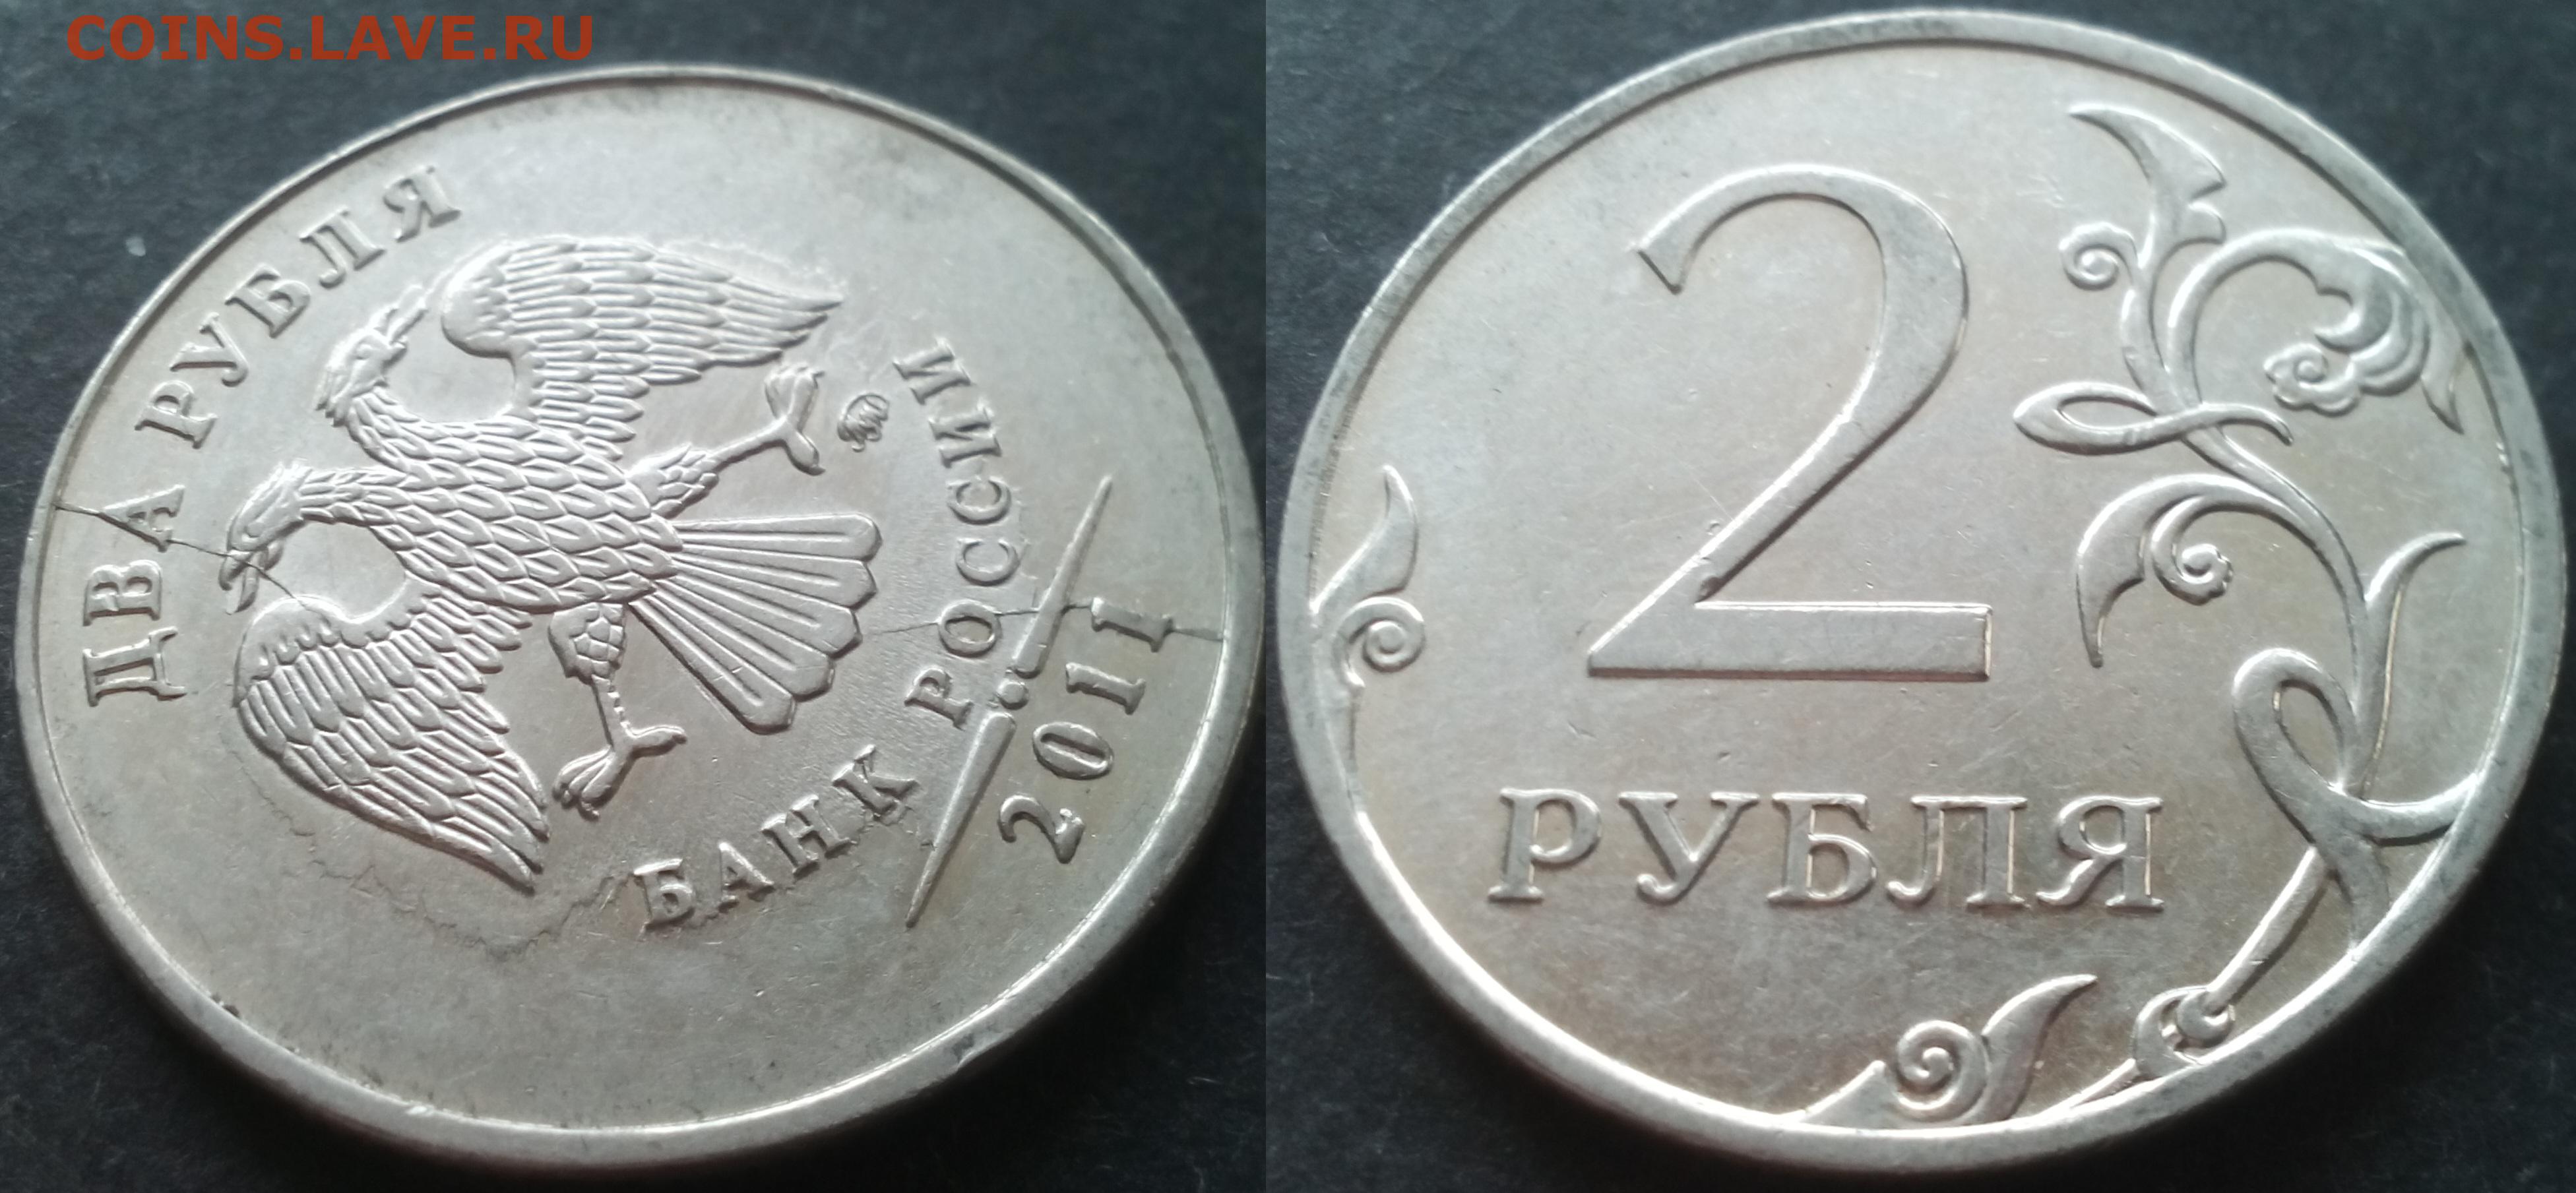 COINS.LAVE.RU
ДВА РУБЛЯ
БАНК РОССИИ
2011
2
РУБЛЯ